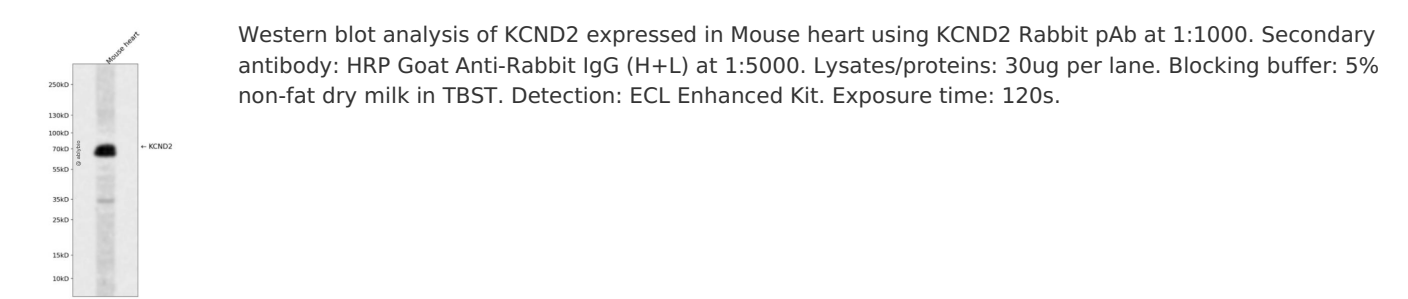 Mouse heart
250kD
130kD
100kD
70kD
55kD
35kD
25kD
15kD
10kD
@ ablybio
← KCND2
Western blot analysis of KCND2 expressed in Mouse heart using KCND2 Rabbit pAb at 1:1000. Secondary
antibody: HRP Goat Anti-Rabbit IgG (H+L) at 1:5000. Lysates/proteins: 30ug per lane. Blocking buffer: 5%
non-fat dry milk in TBST. Detection: ECL Enhanced Kit. Exposure time: 120s.